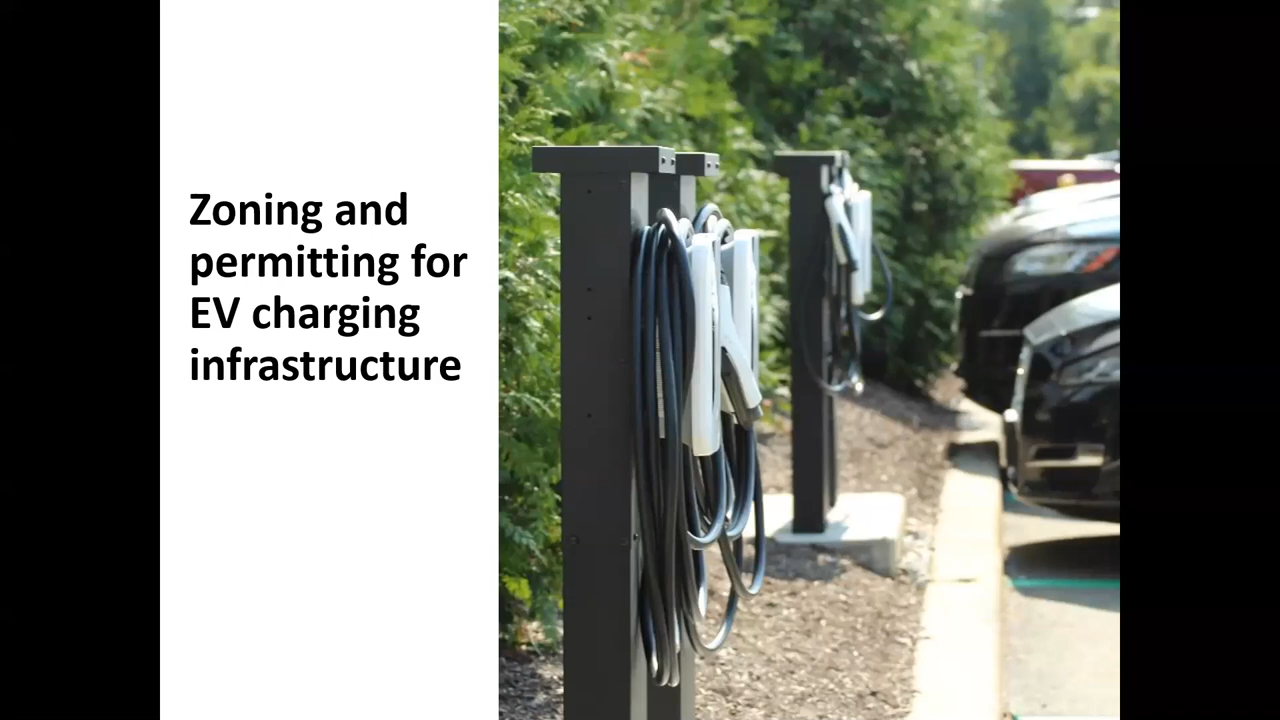 Zoning and
permitting for
EV charging
infrastructure